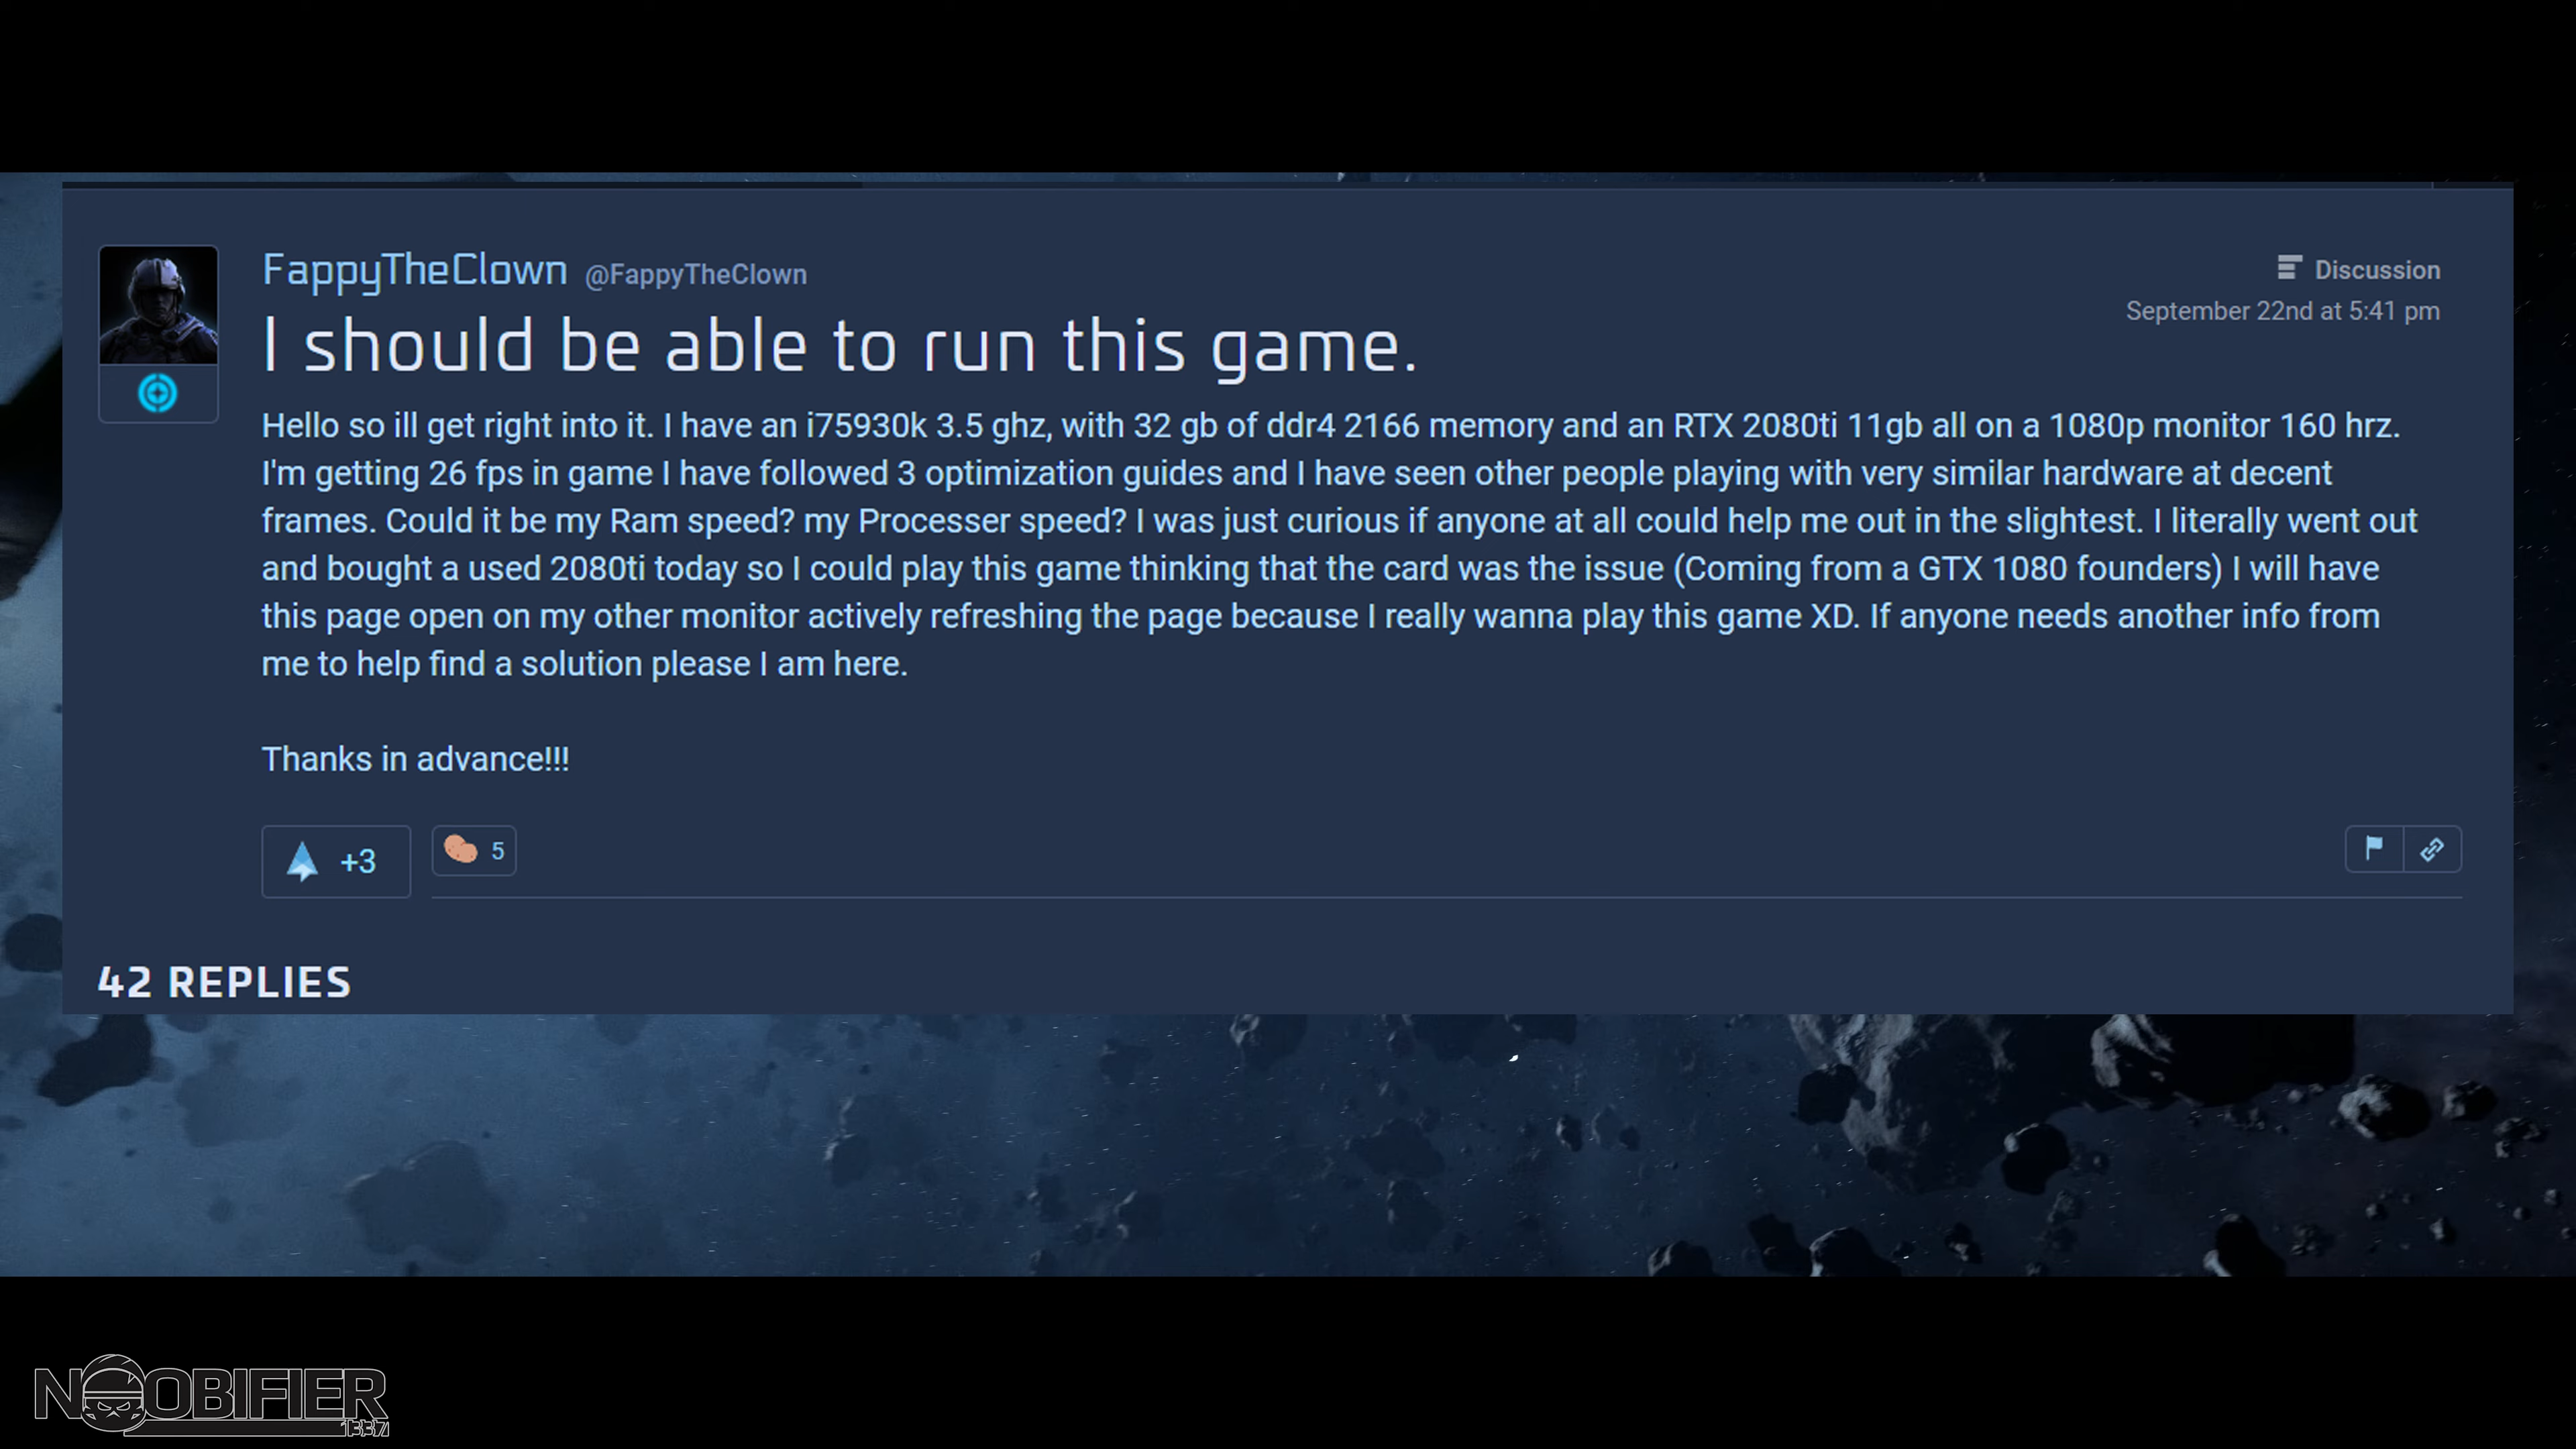 FappyTheClown @FappyTheClown
Discussion
September 22nd at 5:41 pm
I should be able to run this game.
Hello so ill get right into it. I have an i75930k 3.5 ghz, with 32 gb of ddr4 2166 memory and an RTX 2080ti 11gb all on a 1080p monitor 160 hrz.
I'm getting 26 fps in game I have followed 3 optimization guides and I have seen other people playing with very similar hardware at decent
frames. Could it be my Ram speed? my Processer speed? I was just curious if anyone at all could help me out in the slightest. I literally went out
and bought a used 2080ti today so I could play this game thinking that the card was the issue (Coming from a GTX 1080 founders) I will have
this page open on my other monitor actively refreshing the page because I really wanna play this game XD. If anyone needs another info from
me to help find a solution please I am here.
Thanks in advance!!!
+3
5
42 REPLIES
NOOBIFIER
1337